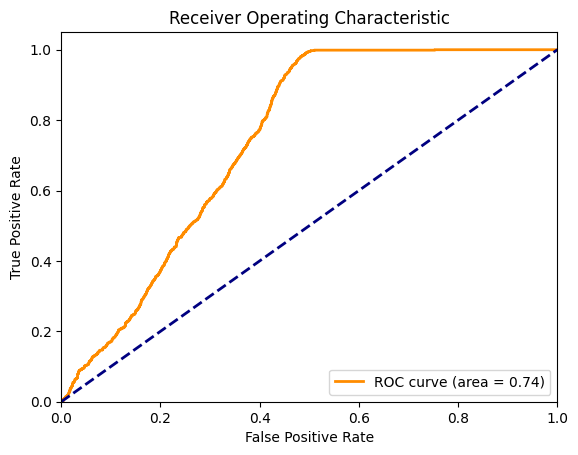 Receiver Operating Characteristic
True Positive Rate
1.0
0.8
0.6
0.4
0.2
0.0
0.0 0.2 0.4 0.6 0.8 1.0
False Positive Rate
ROC curve (area = 0.74)